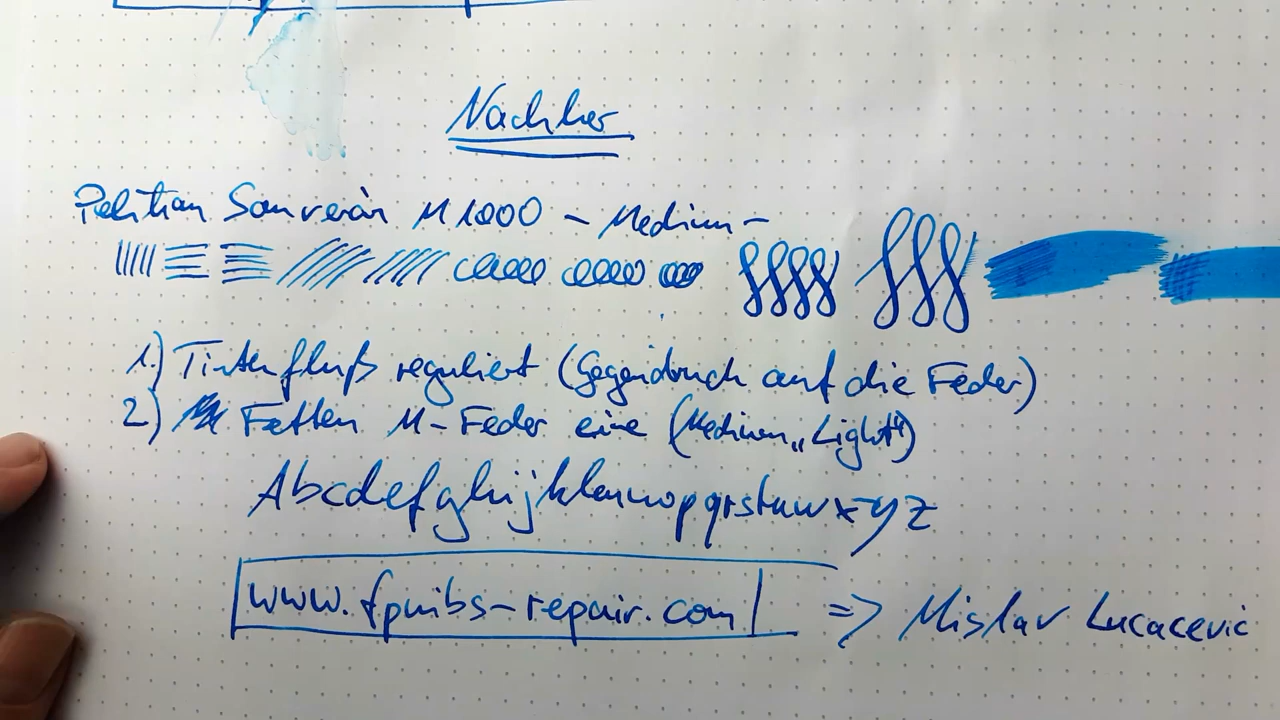 Nachher
Pelikan Souverän M1000 – Medium –
1.) Tintenfluß reguliert (Gegendruck auf die Feder)
2) Fetten M-Feder eine (Medium „Light")
Abcdefghijklmnopqrstuvwxyz
www.fpnibs-repair.com => Mislav Lucacevic